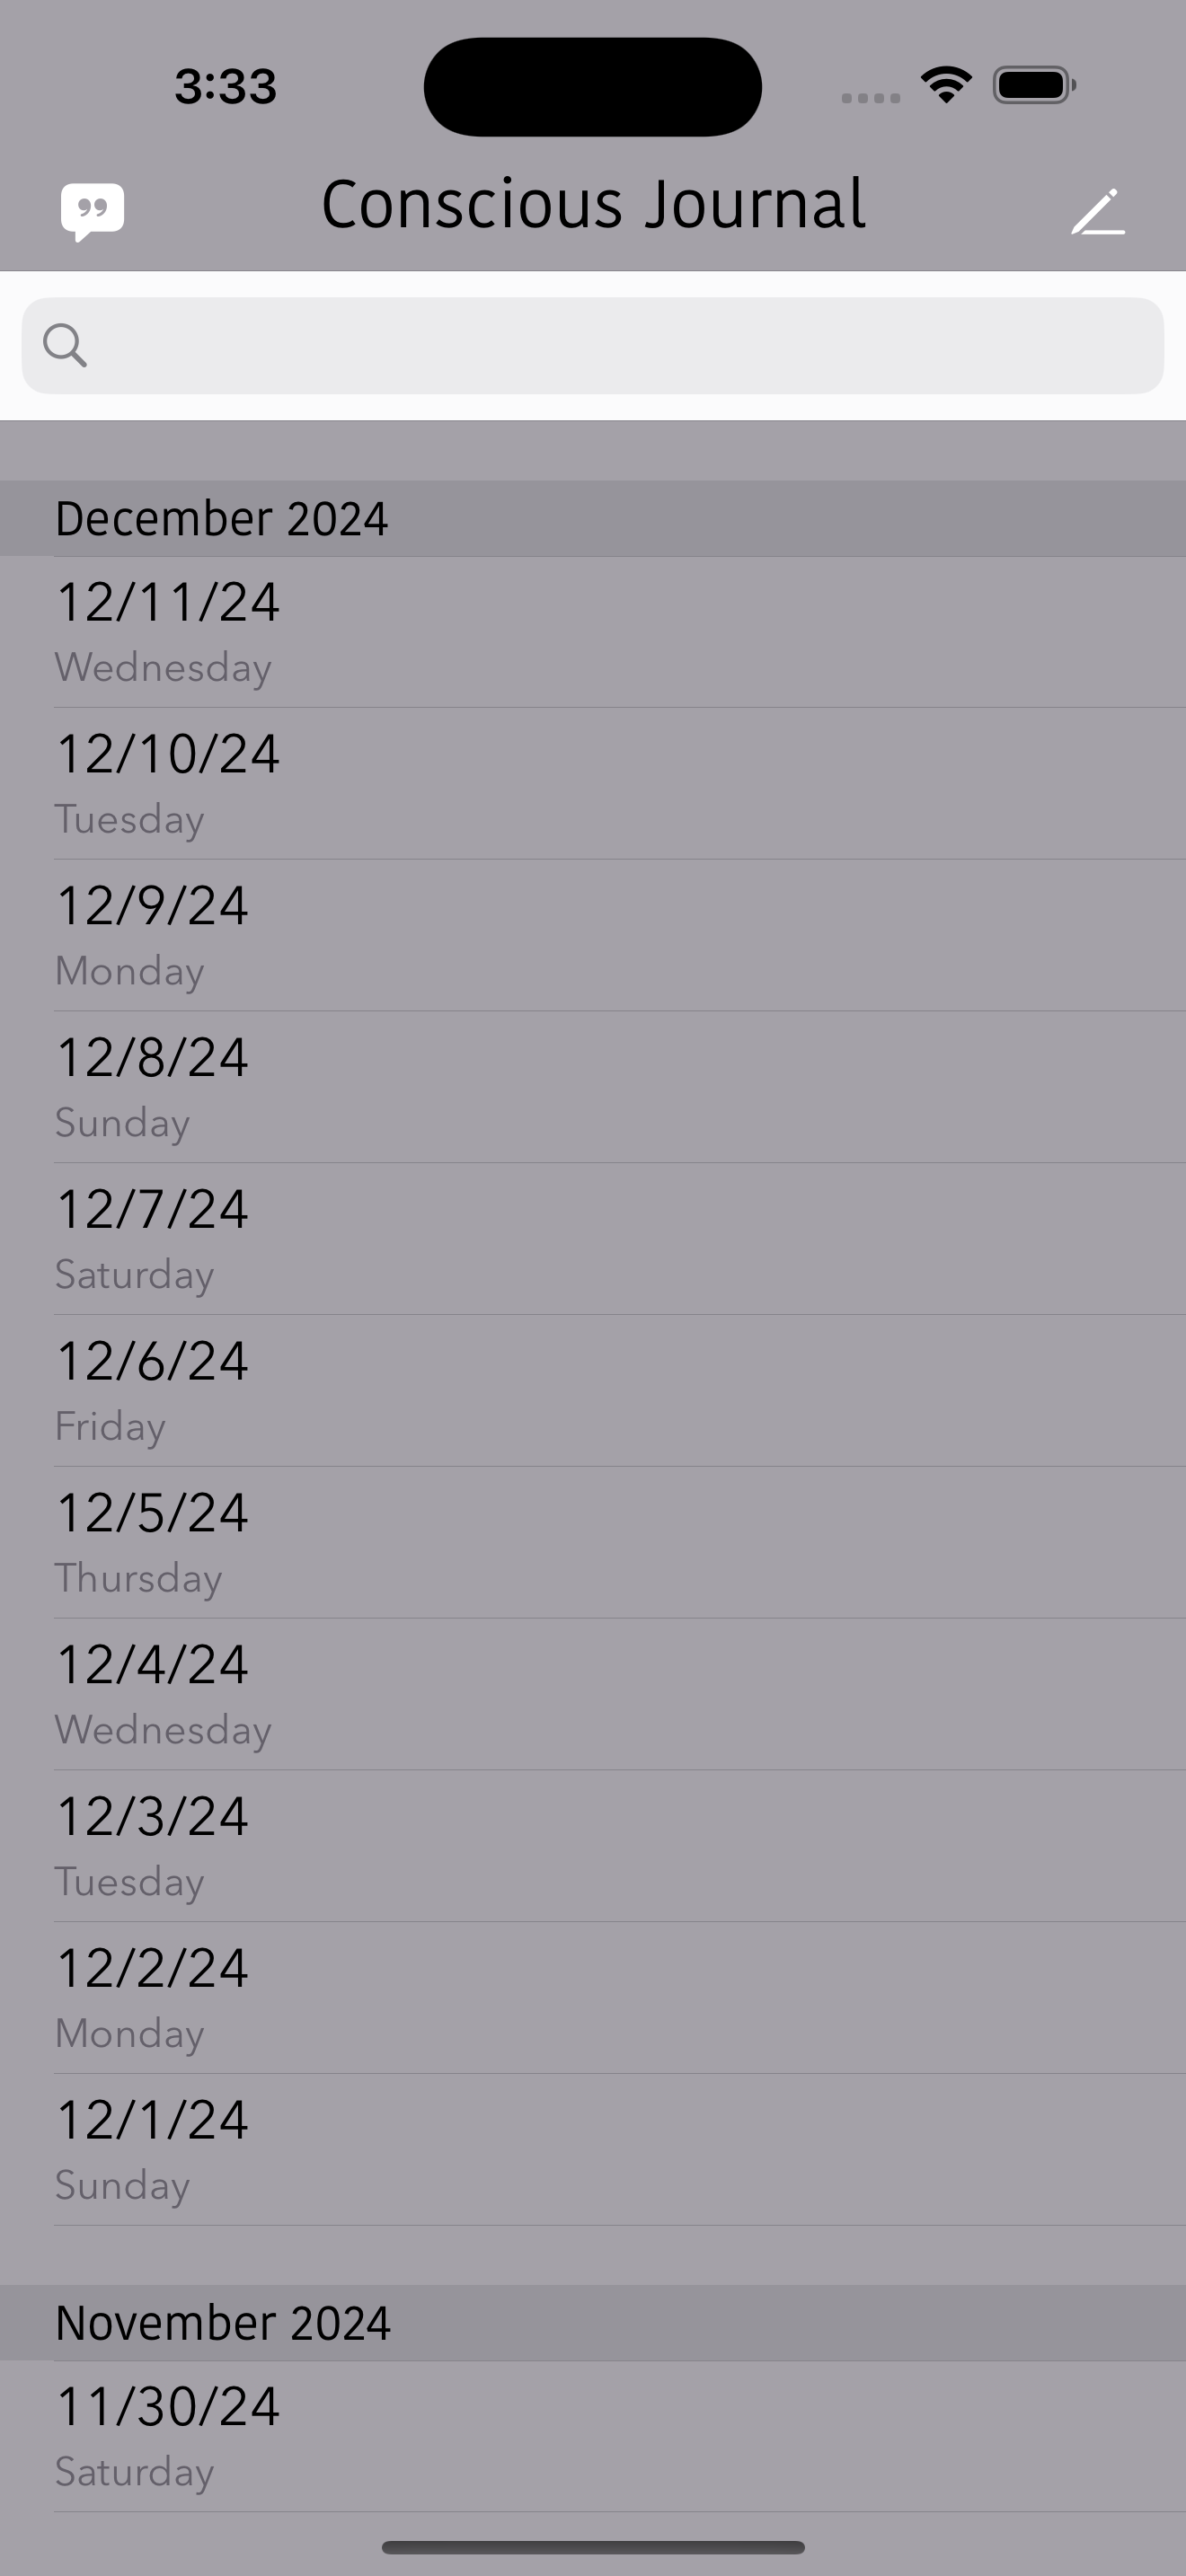 3:33
Conscious Journal
December 2024
12/11/24
Wednesday
12/10/24
Tuesday
12/9/24
Monday
12/8/24
Sunday
12/7/24
Saturday
12/6/24
Friday
12/5/24
Thursday
12/4/24
Wednesday
12/3/24
Tuesday
12/2/24
Monday
12/1/24
Sunday
November 2024
11/30/24
Saturday